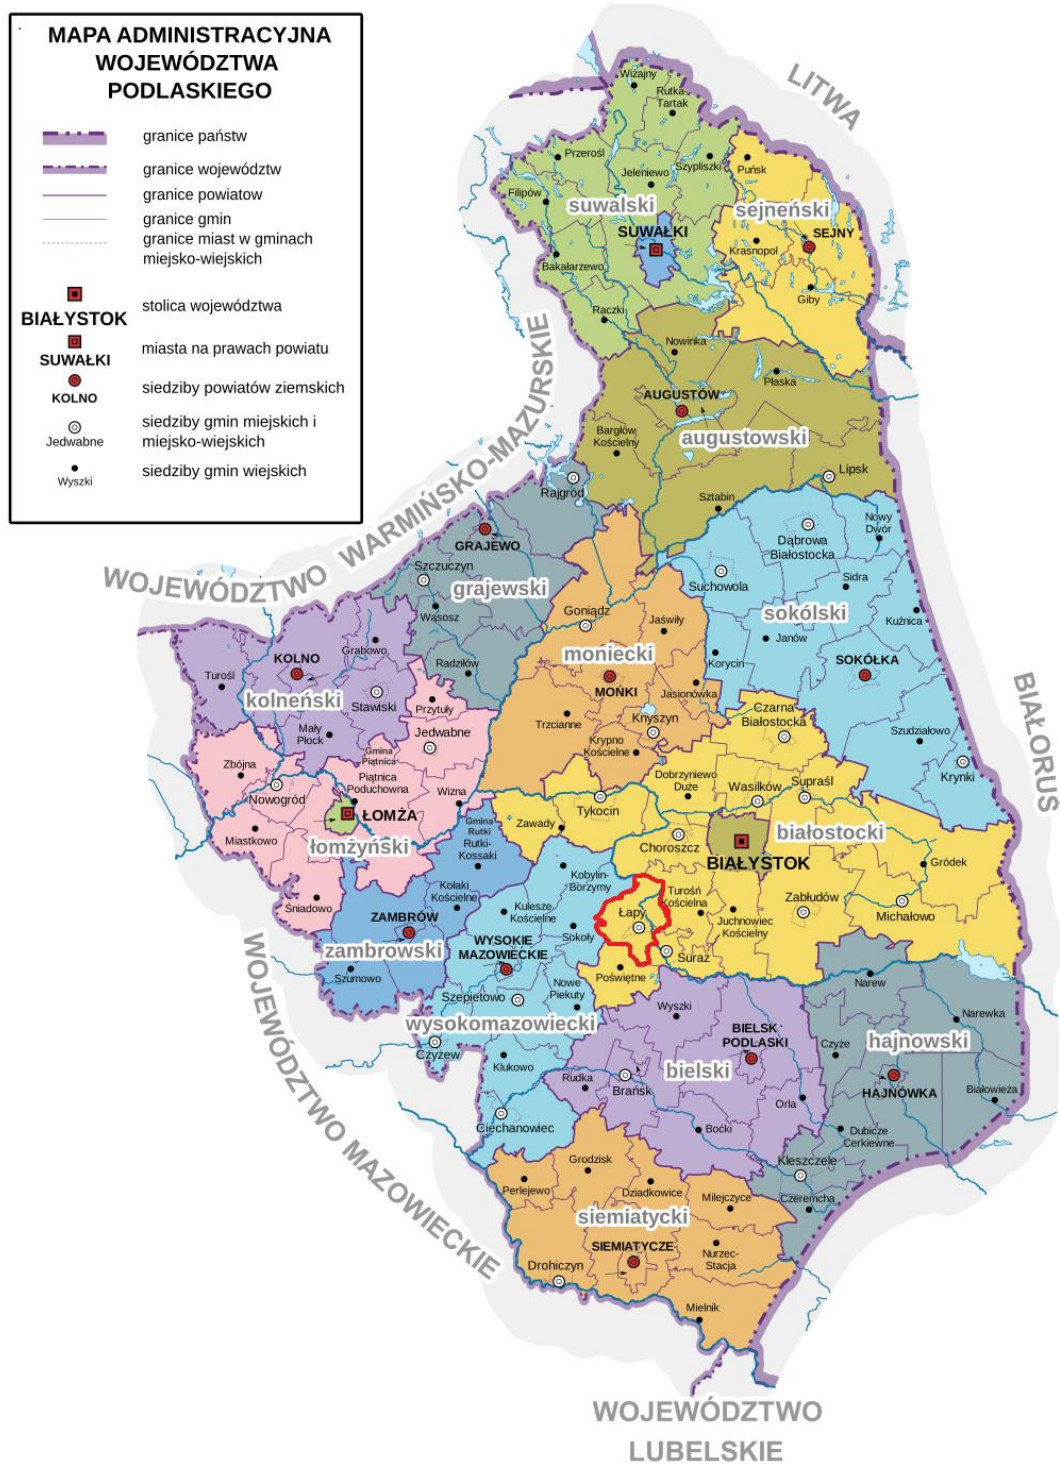 MAPA ADMINISTRACYJNA
WOJEWÓDZTWA
PODLASKIEGO
granice państw
granice województw
granice powiatow
granice gmin
granice miast w gminach
miejsko-wiejskich
BIAŁYSTOK
stolica województwa
SUWAŁKI
miasta na prawach powiatu
KOLNO
siedziby powiatów ziemskich
Jedwabne
siedziby gmin miejskich i
miejsko-wiejskich
Wyszki
siedziby gmin wiejskich
LITWA
Wiżajny
Rutka-
Tartak
Przerośl
Jeleniewo
Szypliszki
Puńsk
Filipów
suwalski
sejneński
SUWAŁKI
SEJNY
Krasnopol
Bakałarzewo
Giby
Raczki
Nowinka
Płaska
AUGUSTÓW
Bargłów
Kościelny
augustowski
Lipsk
Rajgród
Sztabin
WOJEWÓDZTWO WARMIŃSKO-MAZURSKIE
GRAJEWO
Szczuczyn
grajewski
Wąsosz
Radziłów
Dąbrowa
Białostocka
Nowy
Dwór
Suchowola
Sidra
sokólski
Kuźnica
Janów
Korycin
SOKÓŁKA
Szudziałowo
Krynki
BIAŁORUS
Goniądz
Jaświły
moniecki
MOŃKI
Jasionówka
Trzcianne
Knyszyn
Krypno
Kościelne
KOLNO
Grabowo
Turośl
kolneński
Stawiski
Mały
Płock
Przytuły
Jedwabne
Gmina
Piątnica
Piątnica
Poduchowna
Zbójna
Nowogród
Wizna
ŁOMŻA
Miastkowo
łomżyński
Śniadowo
Czarna
Białostocka
Dobrzyniewo
Duże
Wasilków
Supraśl
Tykocin
Zawady
Choroszcz
białostocki
BIAŁYSTOK
Gródek
Zabłudów
Michałowo
Turośń
Kościelna
Juchnowiec
Kościelny
Łapy
Suraż
Poświętne
Gmina
Rutki
Rutki-
Kossaki
Kołaki
Kościelne
ZAMBRÓW
zambrowski
Szumowo
Kobylin-
Borzymy
Kulesze
Kościelne
Sokoły
WYSOKIE
MAZOWIECKIE
Nowe
Piekuty
Szepietowo
wysokomazowiecki
Czyżew
Klukowo
Ciechanowiec
Wyszki
BIELSK
PODLASKI
bielski
Rudka
Brańsk
Orla
Boćki
Narew
Narewka
hajnowski
Czyże
HAJNÓWKA
Białowieża
Dubicze
Cerkiewne
Kleszczele
Czeremcha
Grodzisk
Perlejewo
Dziadkowice
Milejczyce
siemiatycki
SIEMIATYCZE
Nurzec-
Stacja
Drohiczyn
Mielnik
WOJEWÓDZTWO MAZOWIECKIE
WOJEWÓDZTWO
LUBELSKIE